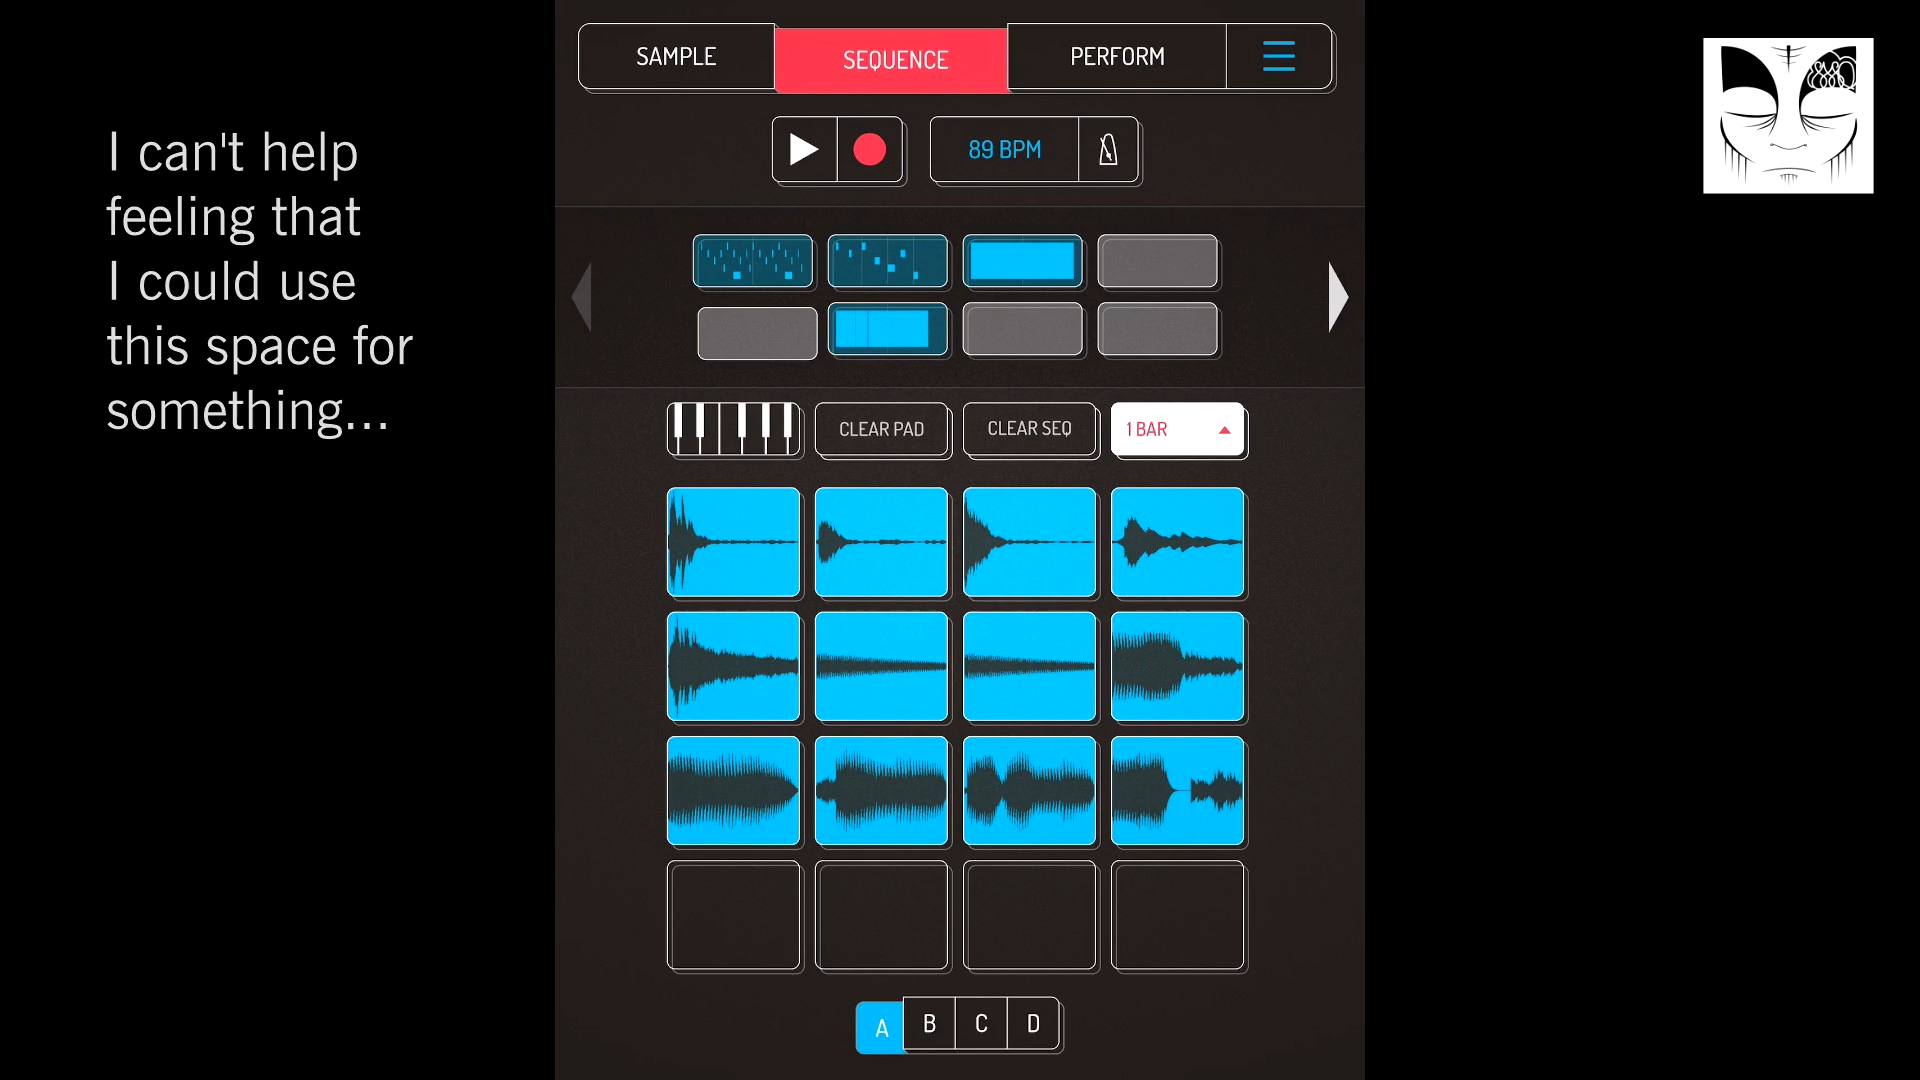 I can't help
feeling that
I could use
this space for
something...
SAMPLE
SEQUENCE
PERFORM
89 BPM
CLEAR PAD
CLEAR SEQ
1 BAR
A
B
C
D